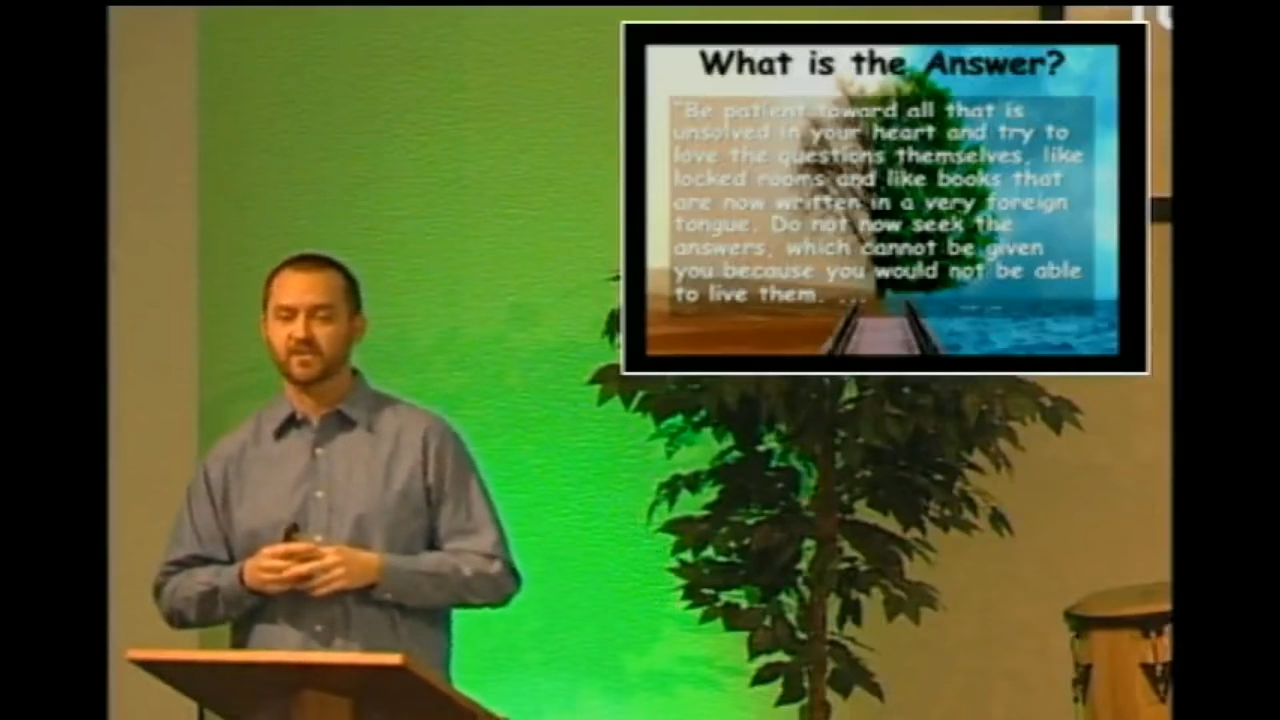 What is the Answer?
"Be patient toward all that is
unsolved in your heart and try to
love the questions themselves, like
locked rooms and like books that
are now written in a very foreign
tongue. Do not now seek the
answers, which cannot be given
you because you would not be able
to live them. ...